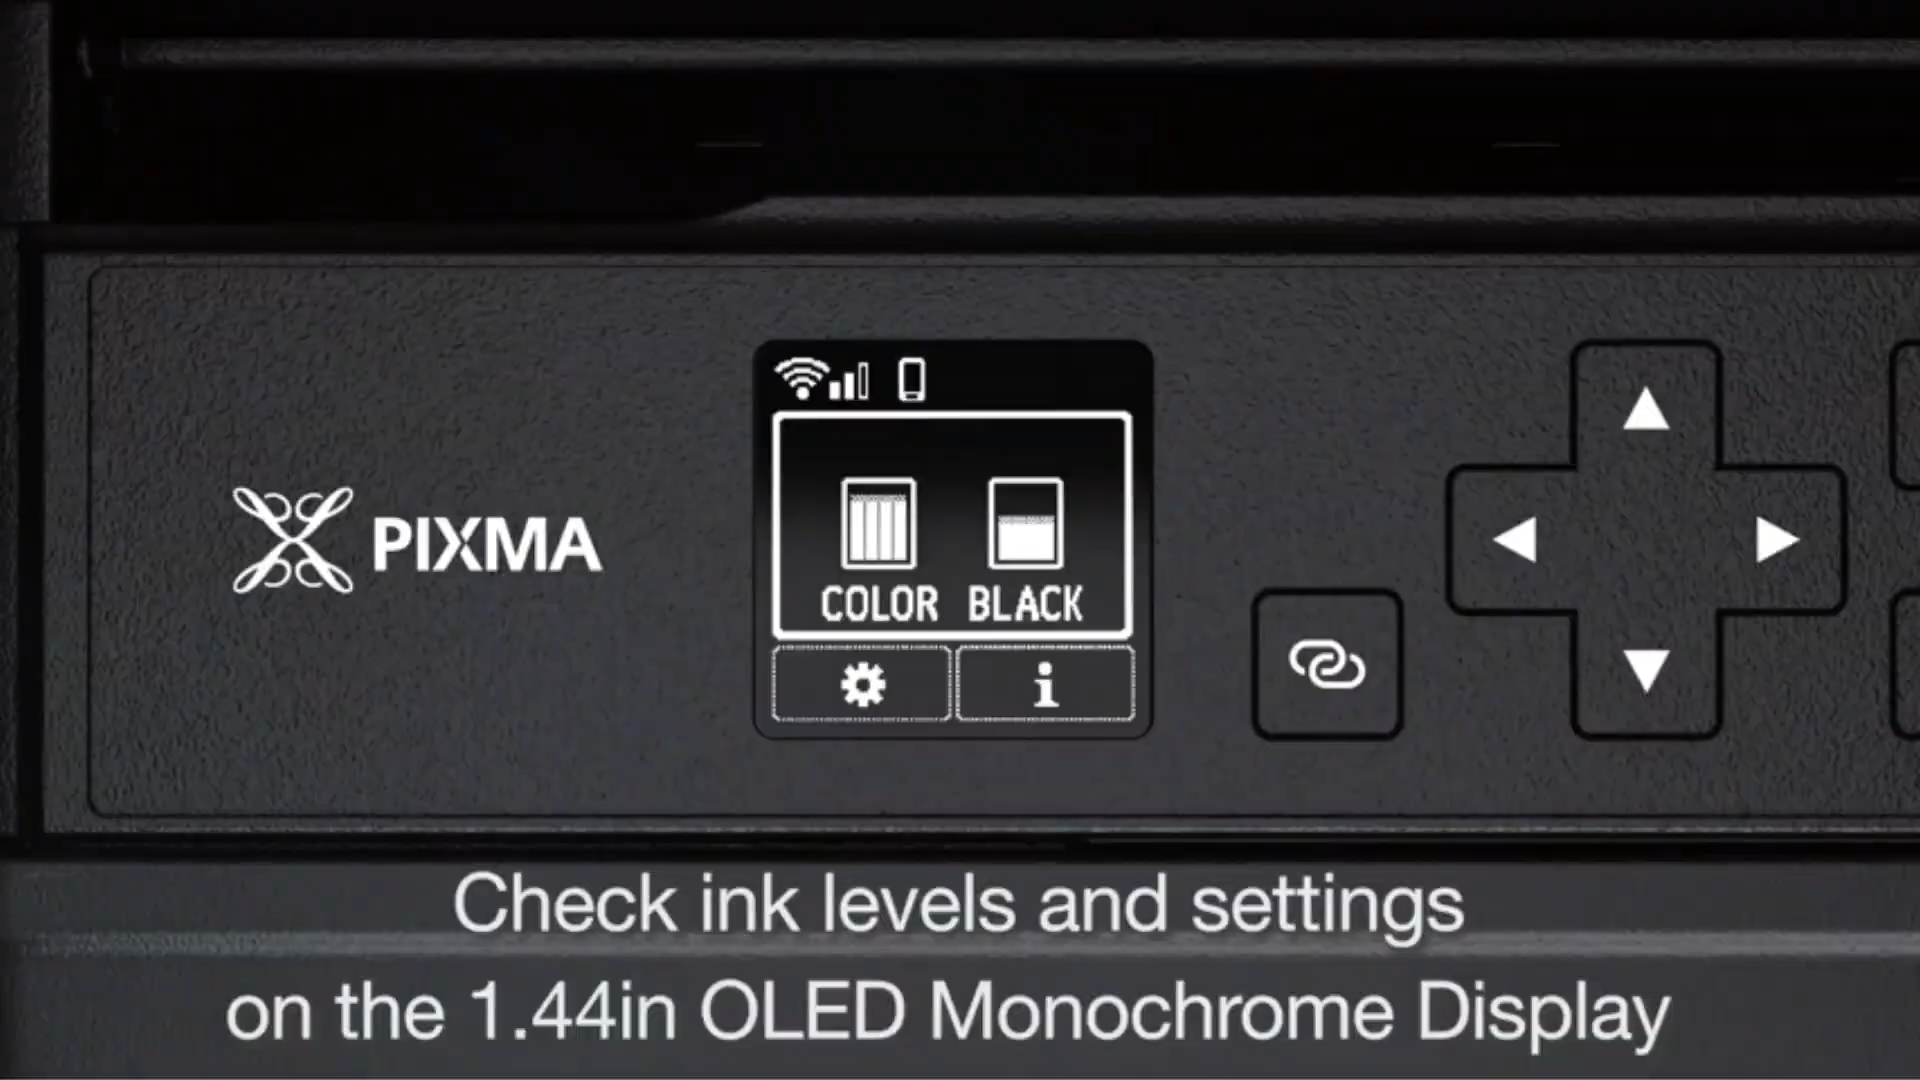 PIXMA
COLOR BLACK
i
Check ink levels and settings
on the 1.44in OLED Monochrome Display